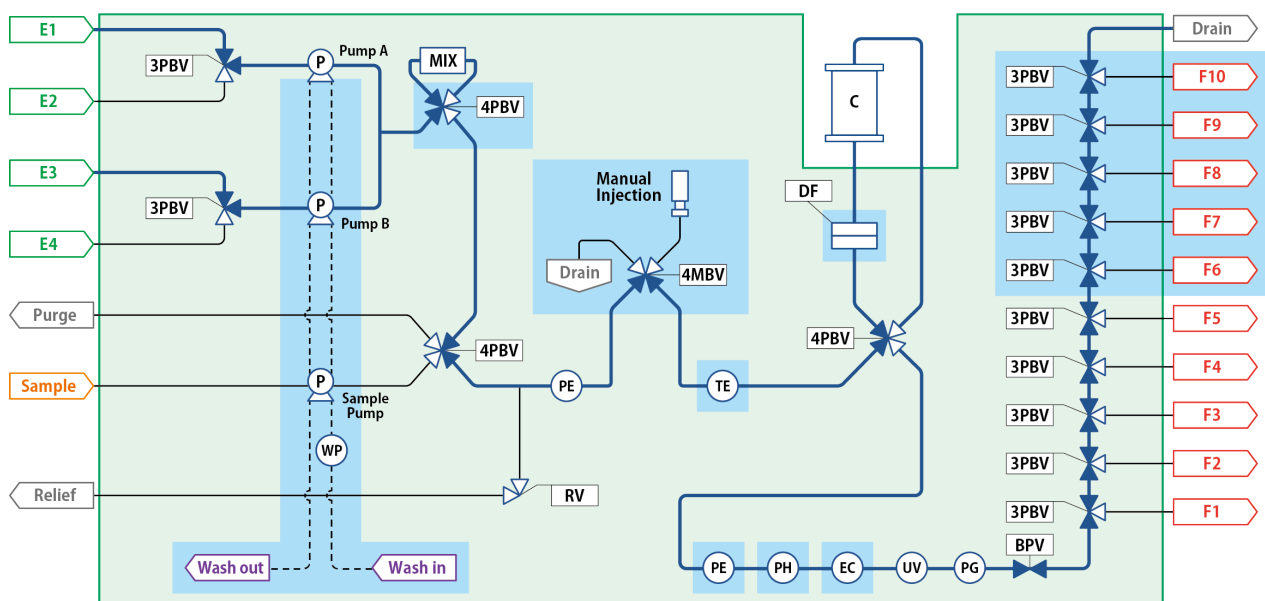 E1
Drain
Pump A
P
MIX
3PBV
3PBV
F10
E2
C
4PBV
3PBV
F9
E3
3PBV
F8
Manual
Injection
DF
3PBV
P
Pump B
3PBV
F7
E4
Drain
4MBV
3PBV
F6
Purge
3PBV
F5
4PBV
4PBV
3PBV
F4
Sample
P
Sample
Pump
PE
TE
3PBV
F3
WP
3PBV
F2
Relief
RV
3PBV
F1
BPV
Wash out
Wash in
PE
PH
EC
UV
PG